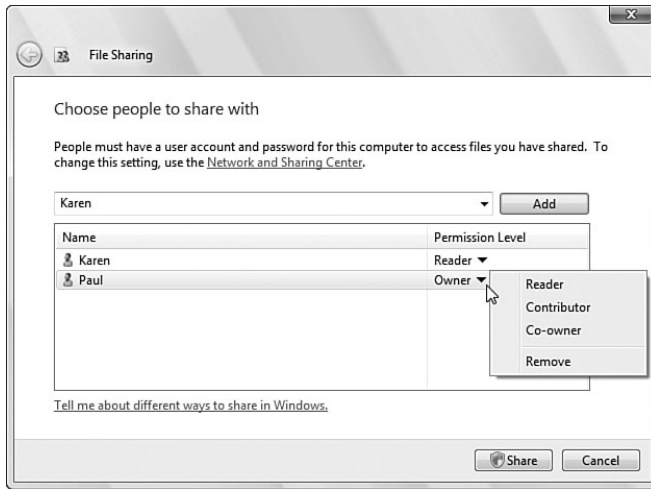 File Sharing
Choose people to share with
People must have a user account and password for this computer to access files you have shared. To
change this setting, use the Network and Sharing Center.
Karen
Add
Name Permission Level
Karen Reader
Paul Owner
Reader
Contributor
Co-owner
Remove
Tell me about different ways to share in Windows.
Share Cancel